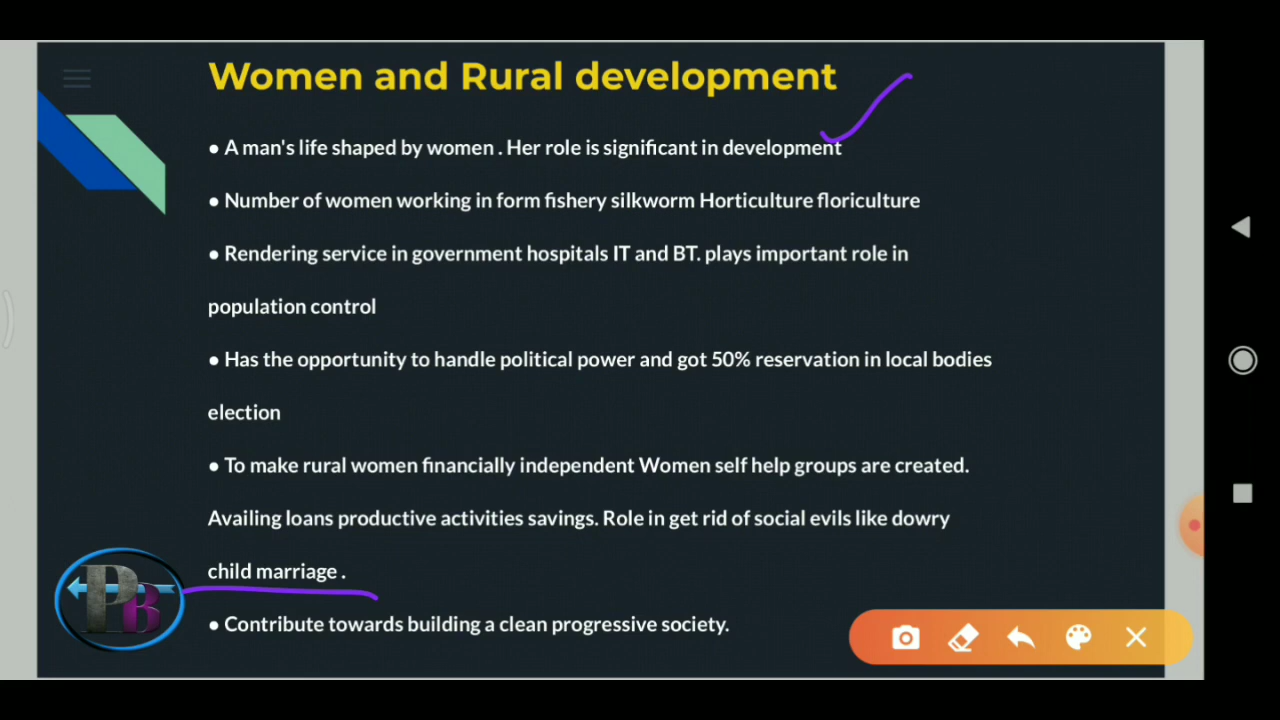 Women and Rural development
● A man's life shaped by women . Her role is significant in development
● Number of women working in form fishery silkworm Horticulture floriculture
● Rendering service in government hospitals IT and BT. plays important role in
population control
● Has the opportunity to handle political power and got 50% reservation in local bodies
election
● To make rural women financially independent Women self help groups are created.
Availing loans productive activities savings. Role in get rid of social evils like dowry
child marriage .
PB
● Contribute towards building a clean progressive society.